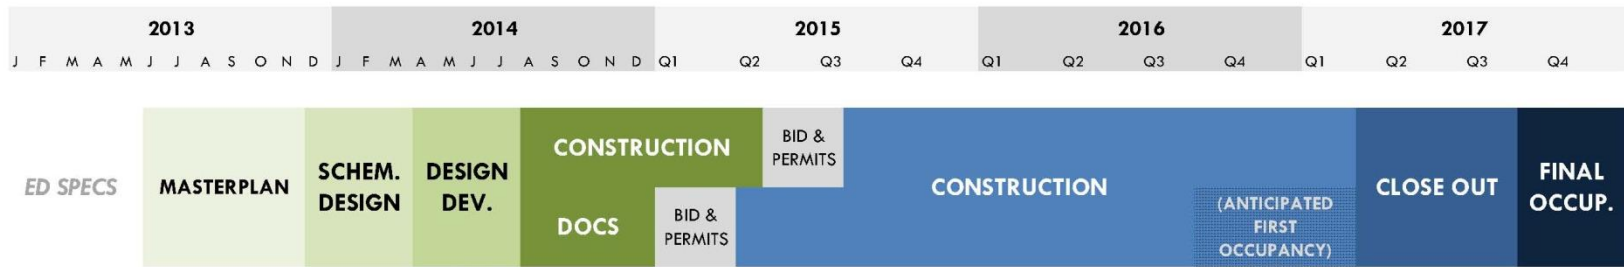 2013 2014 2015 2016 2017
J F M A M J J A S O N D J F M A M J J A S O N D Q1 Q2 Q3 Q4 Q1 Q2 Q3 Q4 Q1 Q2 Q3 Q4
ED SPECS
MASTERPLAN
SCHEM.
DESIGN
DESIGN
DEV.
CONSTRUCTION
DOCS
BID &
PERMITS
BID &
PERMITS
CONSTRUCTION
(ANTICIPATED
FIRST
OCCUPANCY)
CLOSE OUT
FINAL
OCCUP.